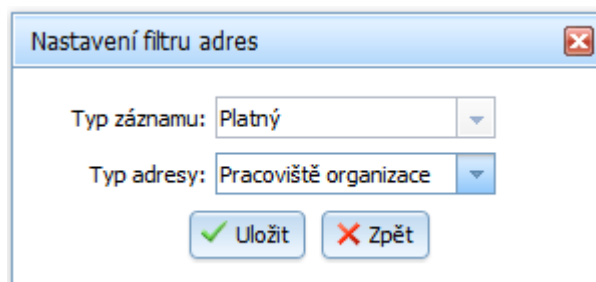 Nastavení filtru adres
Typ záznamu: Platný
Typ adresy: Pracoviště organizace
Uložit Zpět